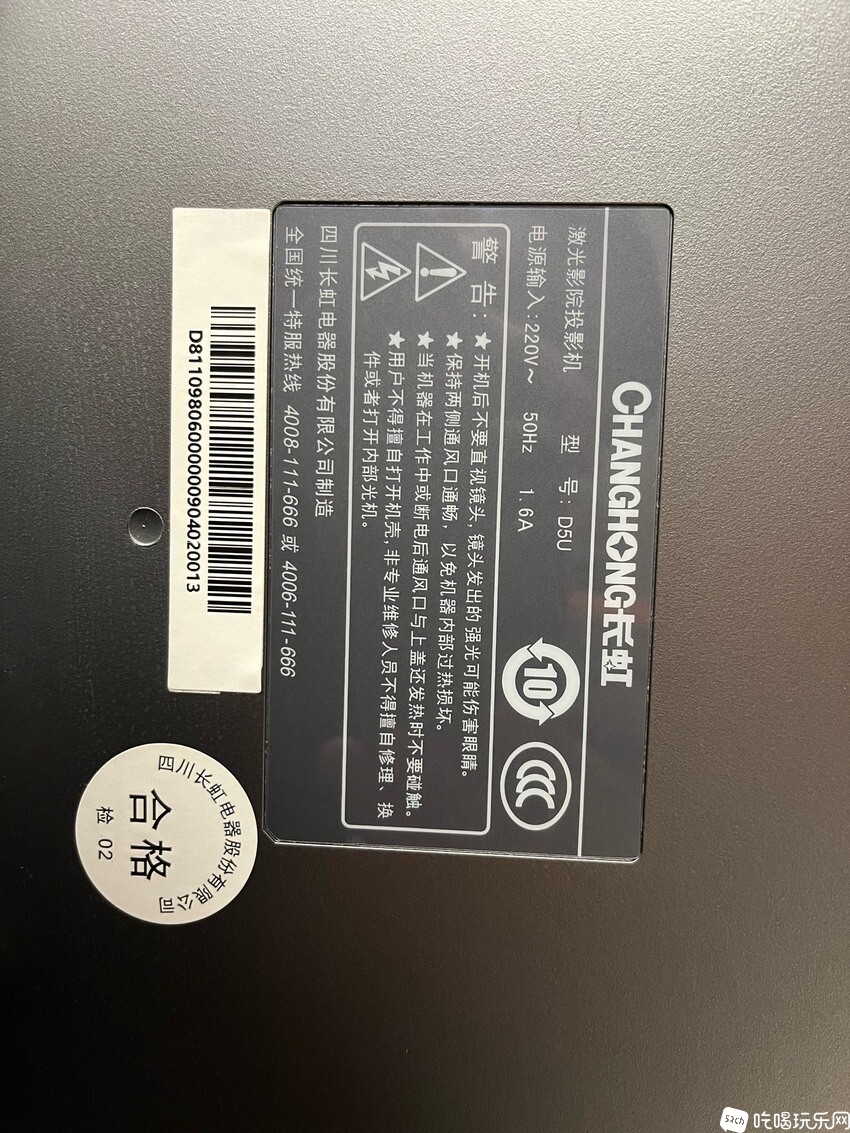 CHANGHONG长虹
激光影院投影机 型 号：D5U
电源输入：220V～ 50Hz 1.6A
10
CCC
警 告：
★开机后不要直视镜头，镜头发出的强光可能伤害眼睛。
★保持两侧通风口通畅，以免机器内部过热损坏。
★当机器在工作中或断电后通风口与上盖还发热时不要碰触。
★用户不得擅自打开机壳，非专业维修人员不得擅自修理、换
件或者打开内部光机。
四川长虹电器股份有限公司制造
全国统一特服热线 4008-111-666 或 4006-111-666
D8110980600000904020013
四川长虹电器股份有限公司
合格
检 02
52ch 吃喝玩乐网